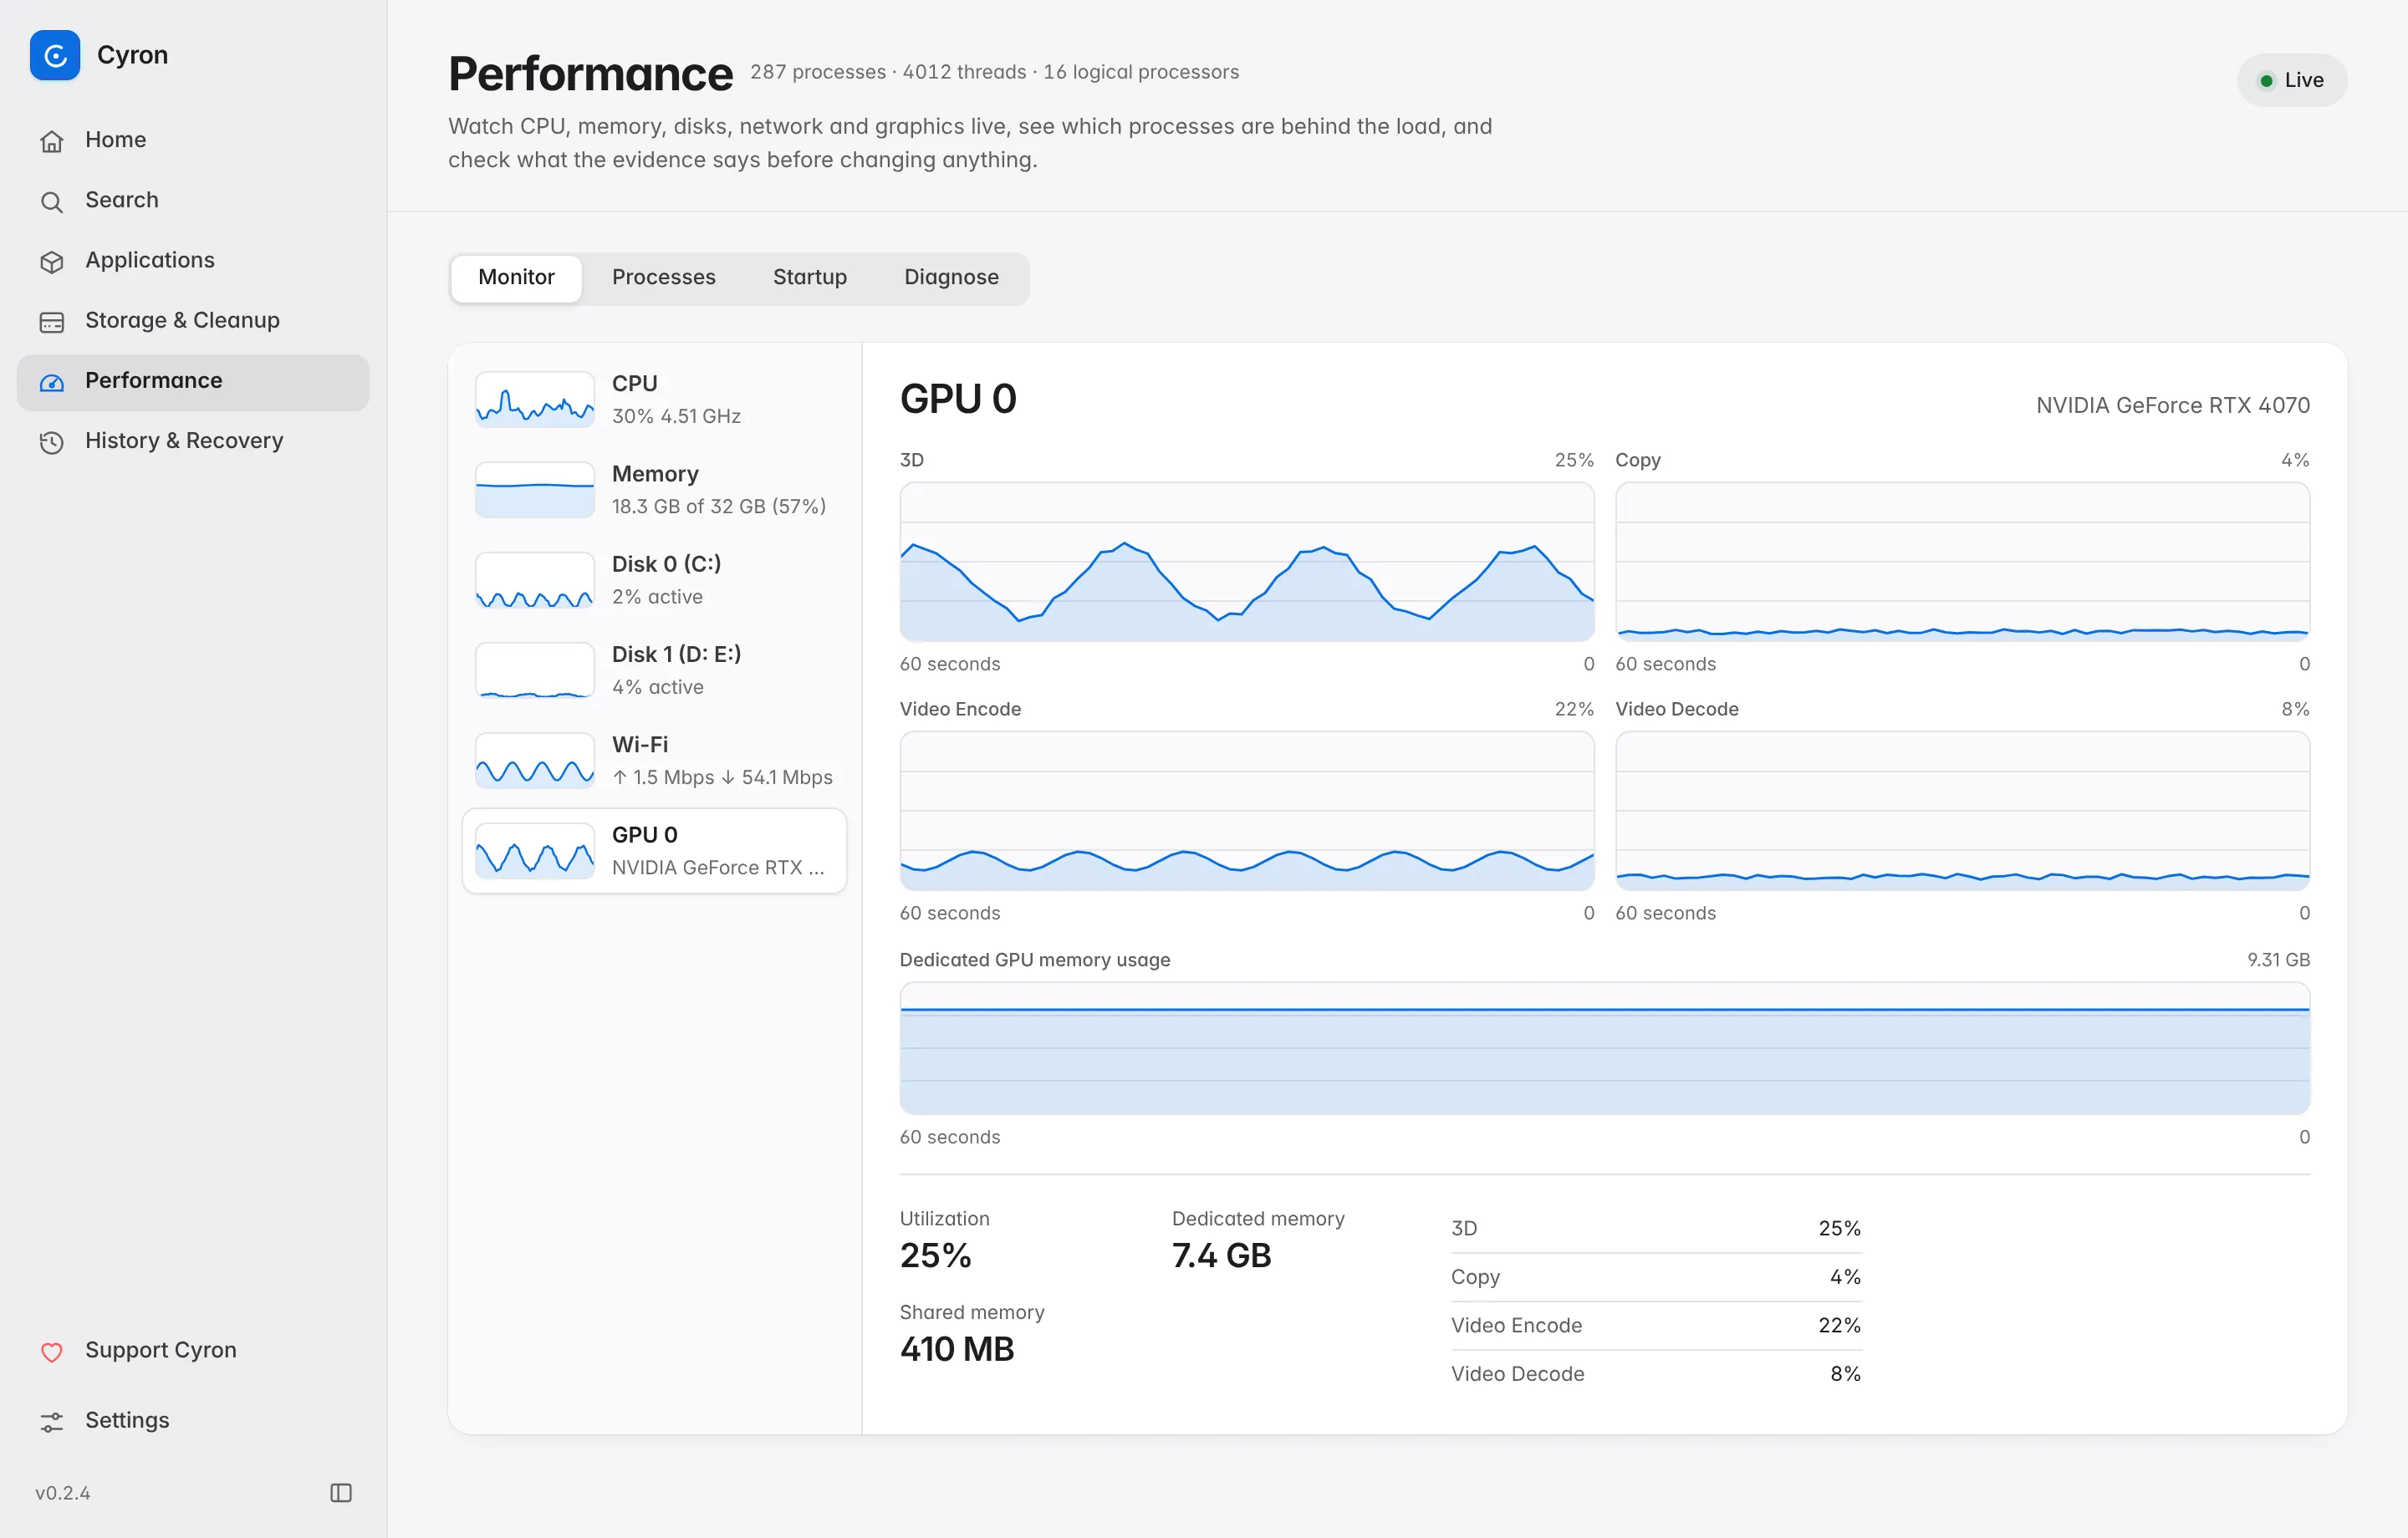 Cyron
Home
Search
Applications
Storage & Cleanup
Performance
History & Recovery
Support Cyron
Settings
v0.2.4
Performance 287 processes · 4012 threads · 16 logical processors
Live
Watch CPU, memory, disks, network and graphics live, see which processes are behind the load, and
check what the evidence says before changing anything.
Monitor Processes Startup Diagnose
CPU
30% 4.51 GHz
Memory
18.3 GB of 32 GB (57%)
Disk 0 (C:)
2% active
Disk 1 (D: E:)
4% active
Wi-Fi
↑ 1.5 Mbps ↓ 54.1 Mbps
GPU 0
NVIDIA GeForce RTX ...
GPU 0 NVIDIA GeForce RTX 4070
3D 25% Copy 4%
60 seconds 0 60 seconds 0
Video Encode 22% Video Decode 8%
60 seconds 0 60 seconds 0
Dedicated GPU memory usage 9.31 GB
60 seconds 0
Utilization
25%
Dedicated memory
7.4 GB
Shared memory
410 MB
3D 25%
Copy 4%
Video Encode 22%
Video Decode 8%